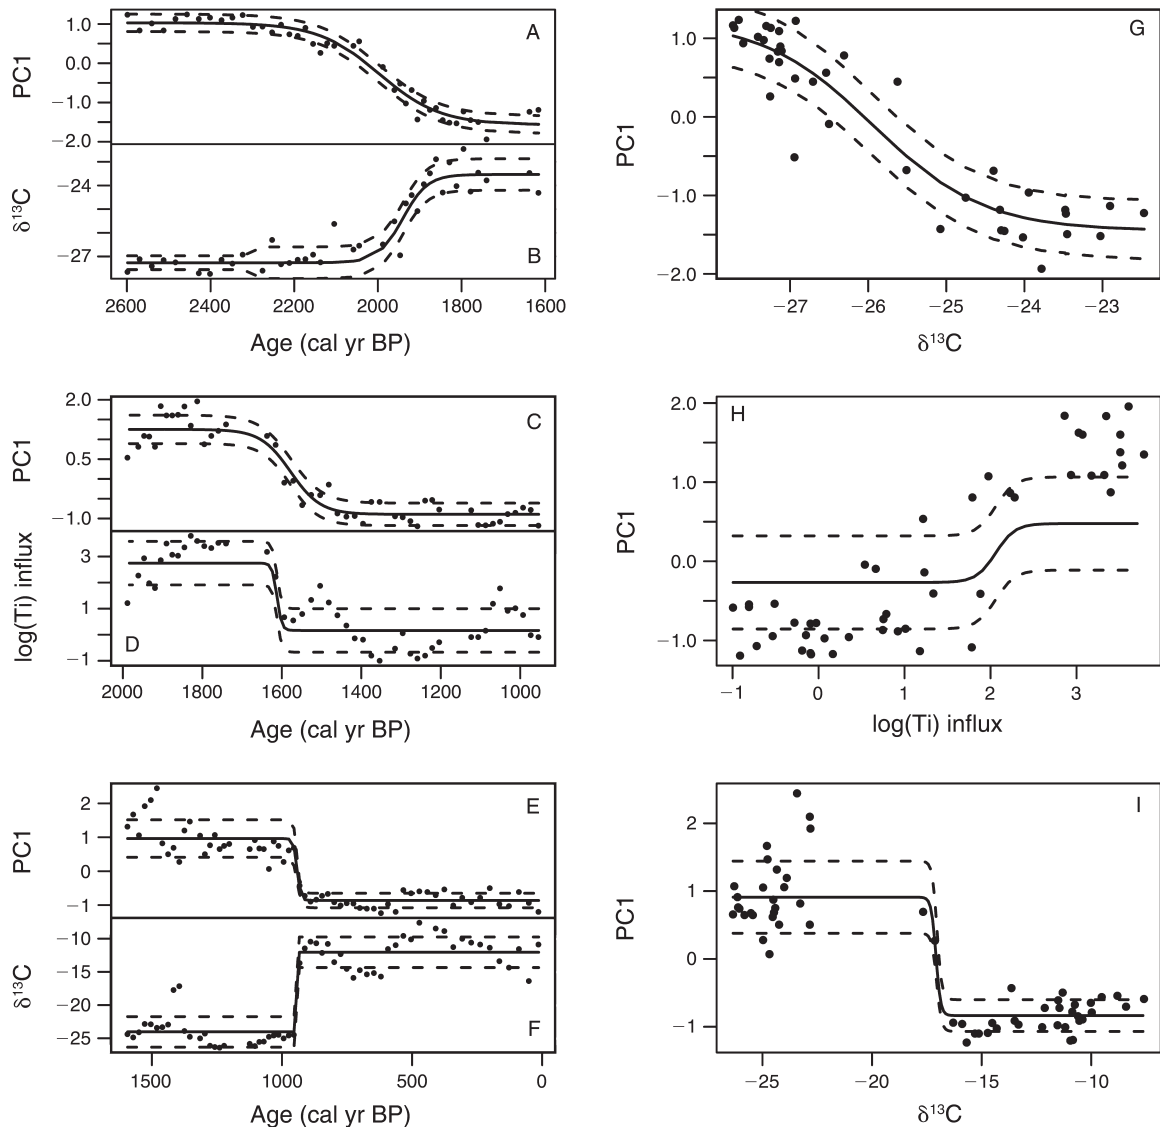 A
1.0
0.0
−1.0
−2.0
PC1
B
−24
−27
δ¹³C
2600 2400 2200 2000 1800 1600
Age (cal yr BP)
G
1.0
0.0
−1.0
−2.0
PC1
−27 −26 −25 −24 −23
δ¹³C
C
2.0
0.5
−1.0
PC1
D
3
1
−1
log(Ti) influx
2000 1800 1600 1400 1200 1000
Age (cal yr BP)
H
2.0
1.0
0.0
−1.0
PC1
−1 0 1 2 3
log(Ti) influx
E
2
1
0
−1
PC1
F
−10
−15
−20
−25
δ¹³C
1500 1000 500 0
Age (cal yr BP)
I
2
1
0
−1
PC1
−25 −20 −15 −10
δ¹³C